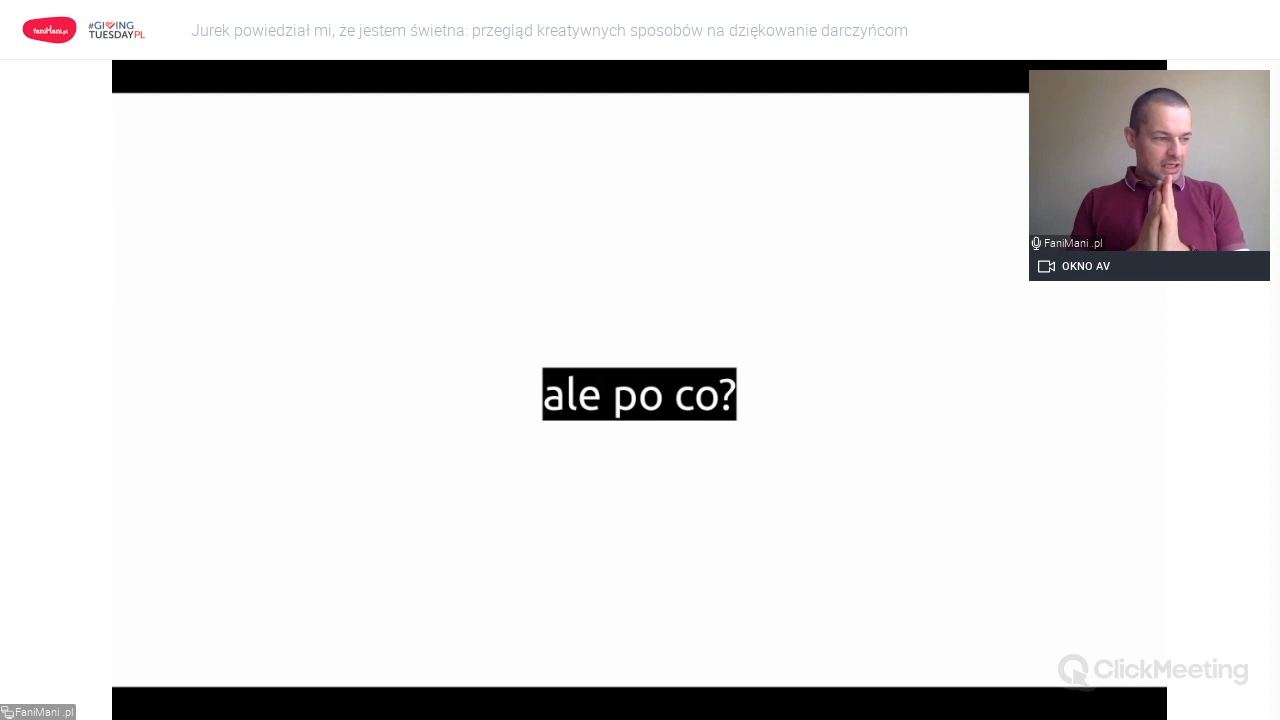 faniMani.pl
#GIVING
TUESDAYPL
Jurek powiedział mi, że jestem świetna: przegląd kreatywnych sposobów na dziękowanie darczyńcom
FaniMani .pl
OKNO AV
ale po co?
ClickMeeting
FaniMani .pl